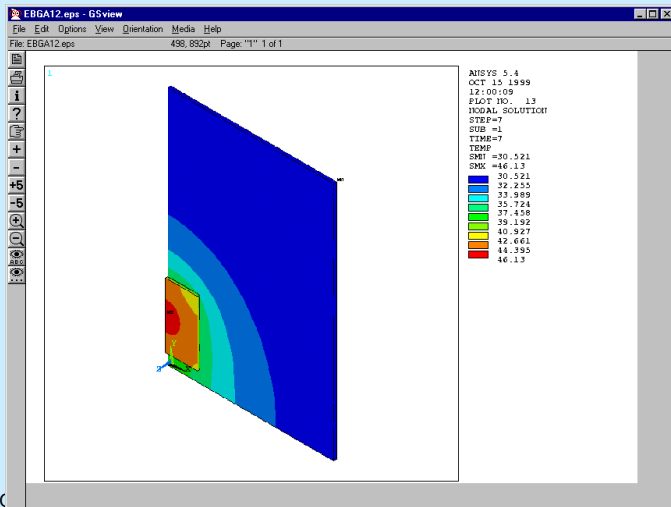 EBGA12.eps - GSview
File Edit Options View Orientation Media Help
File: EBGA12.eps 498, 892pt Page: "1" 1 of 1
i
?
+
-
+5
-5
ABC
1
ANSYS 5.4
OCT 15 1999
12:00:09
PLOT NO. 13
NODAL SOLUTION
STEP=7
SUB =1
TIME=7
TEMP
SMN =30.521
SMX =46.13
30.521
32.255
33.989
35.724
37.458
39.192
40.927
42.661
44.395
46.13
MN
MX
Y
Z